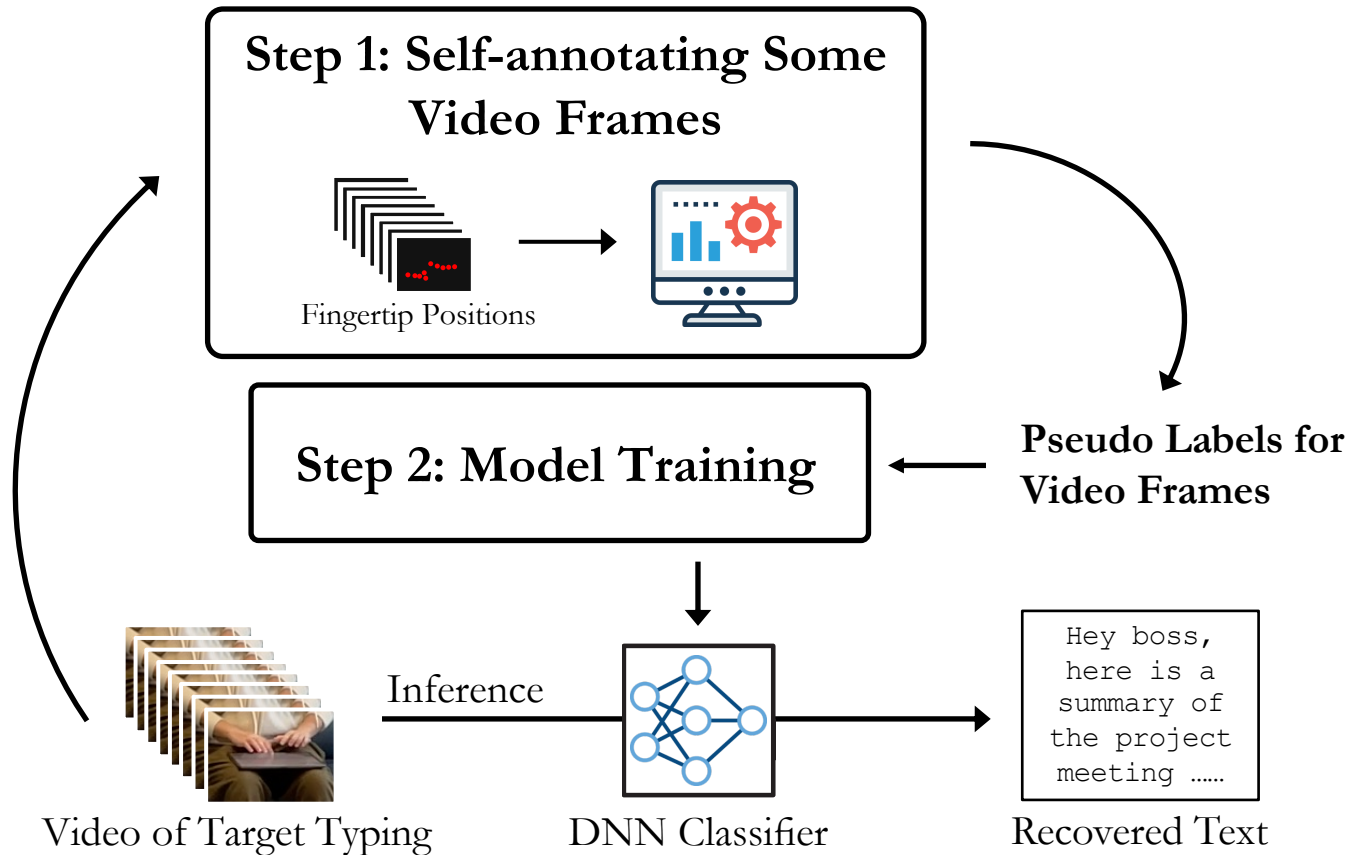 Step 1: Self-annotating Some
Video Frames
Fingertip Positions
Pseudo Labels for
Video Frames
Step 2: Model Training
Inference
Hey boss,
here is a
summary of
the project
meeting ……
Video of Target Typing
DNN Classifier
Recovered Text